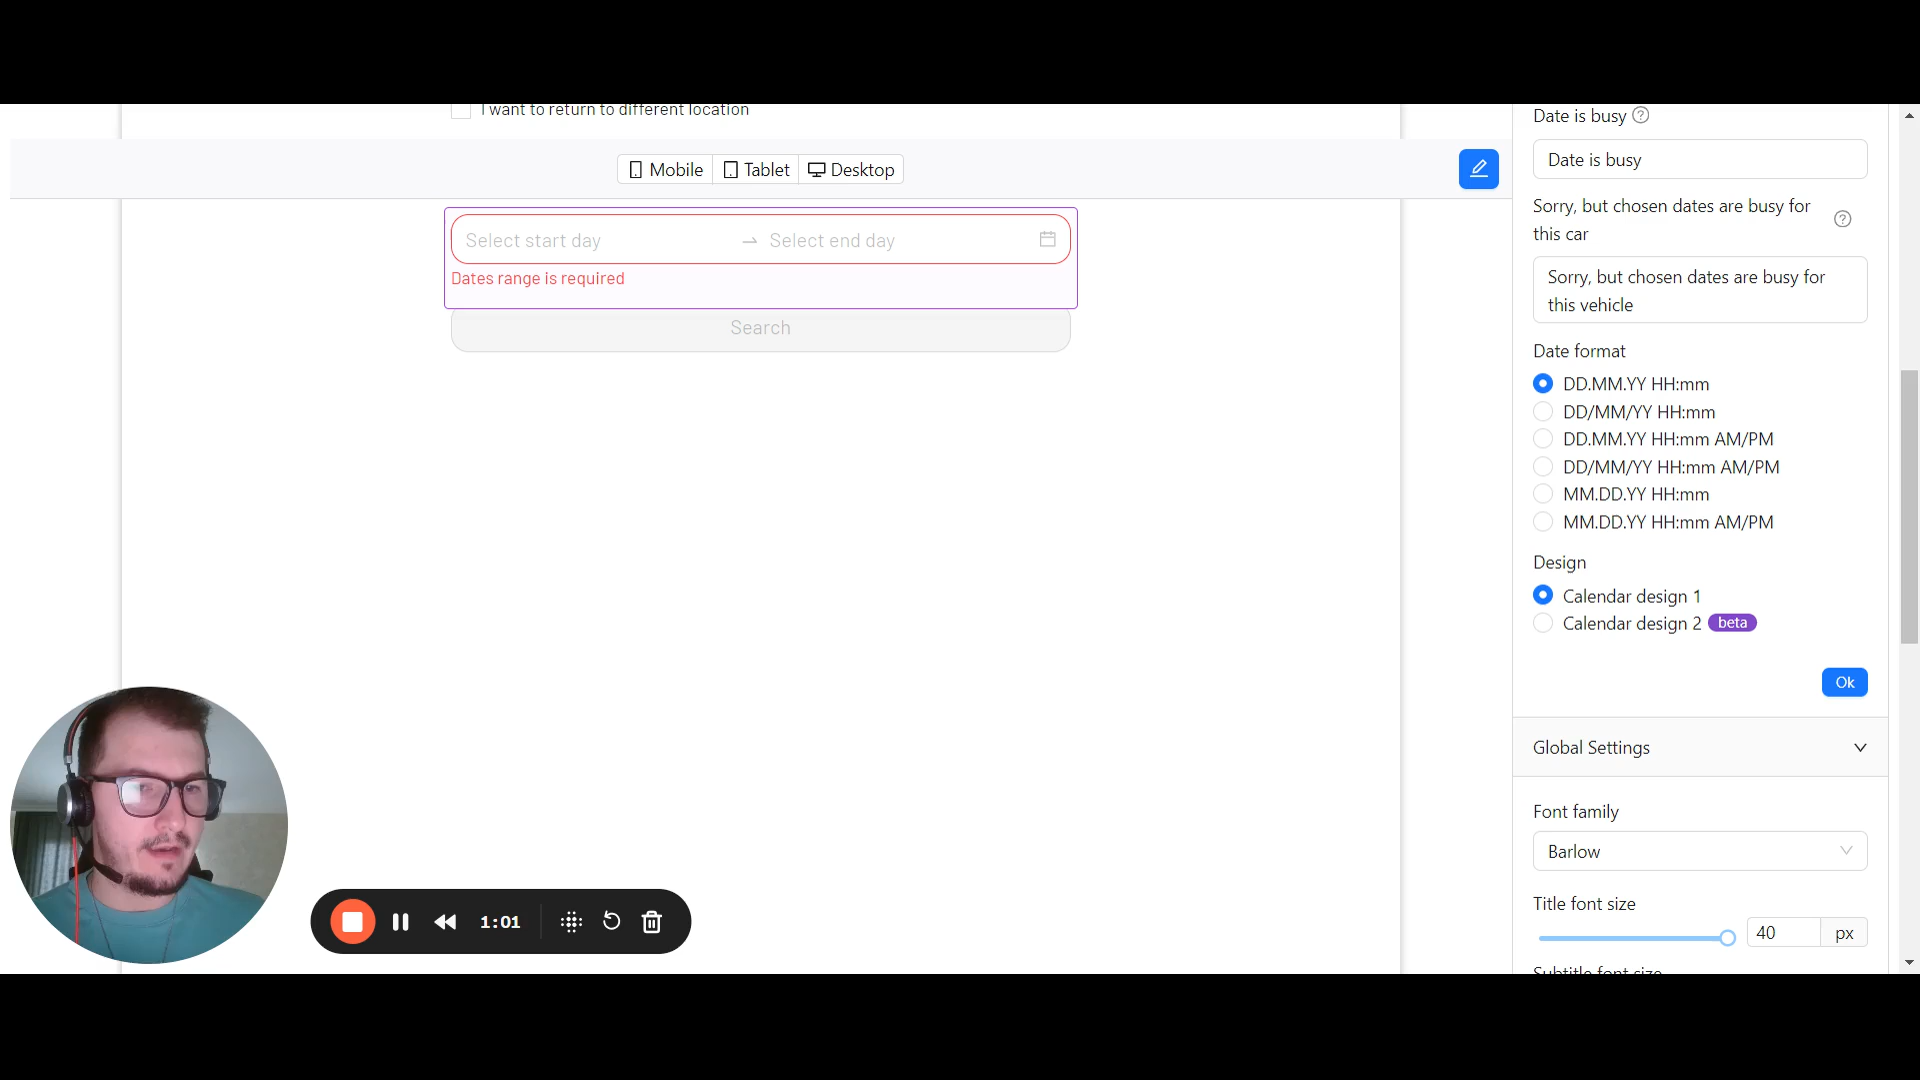 I want to return to different location
Mobile
Tablet
Desktop
Select start day
Select end day
Dates range is required
Search
1:01
Date is busy
Date is busy
Sorry, but chosen dates are busy for
this car
Sorry, but chosen dates are busy for
this vehicle
Date format
DD.MM.YY HH:mm
DD/MM/YY HH:mm
DD.MM.YY HH:mm AM/PM
DD/MM/YY HH:mm AM/PM
MM.DD.YY HH:mm
MM.DD.YY HH:mm AM/PM
Design
Calendar design 1
Calendar design 2 beta
Ok
Global Settings
Font family
Barlow
Title font size
40 px
Subtitle font size